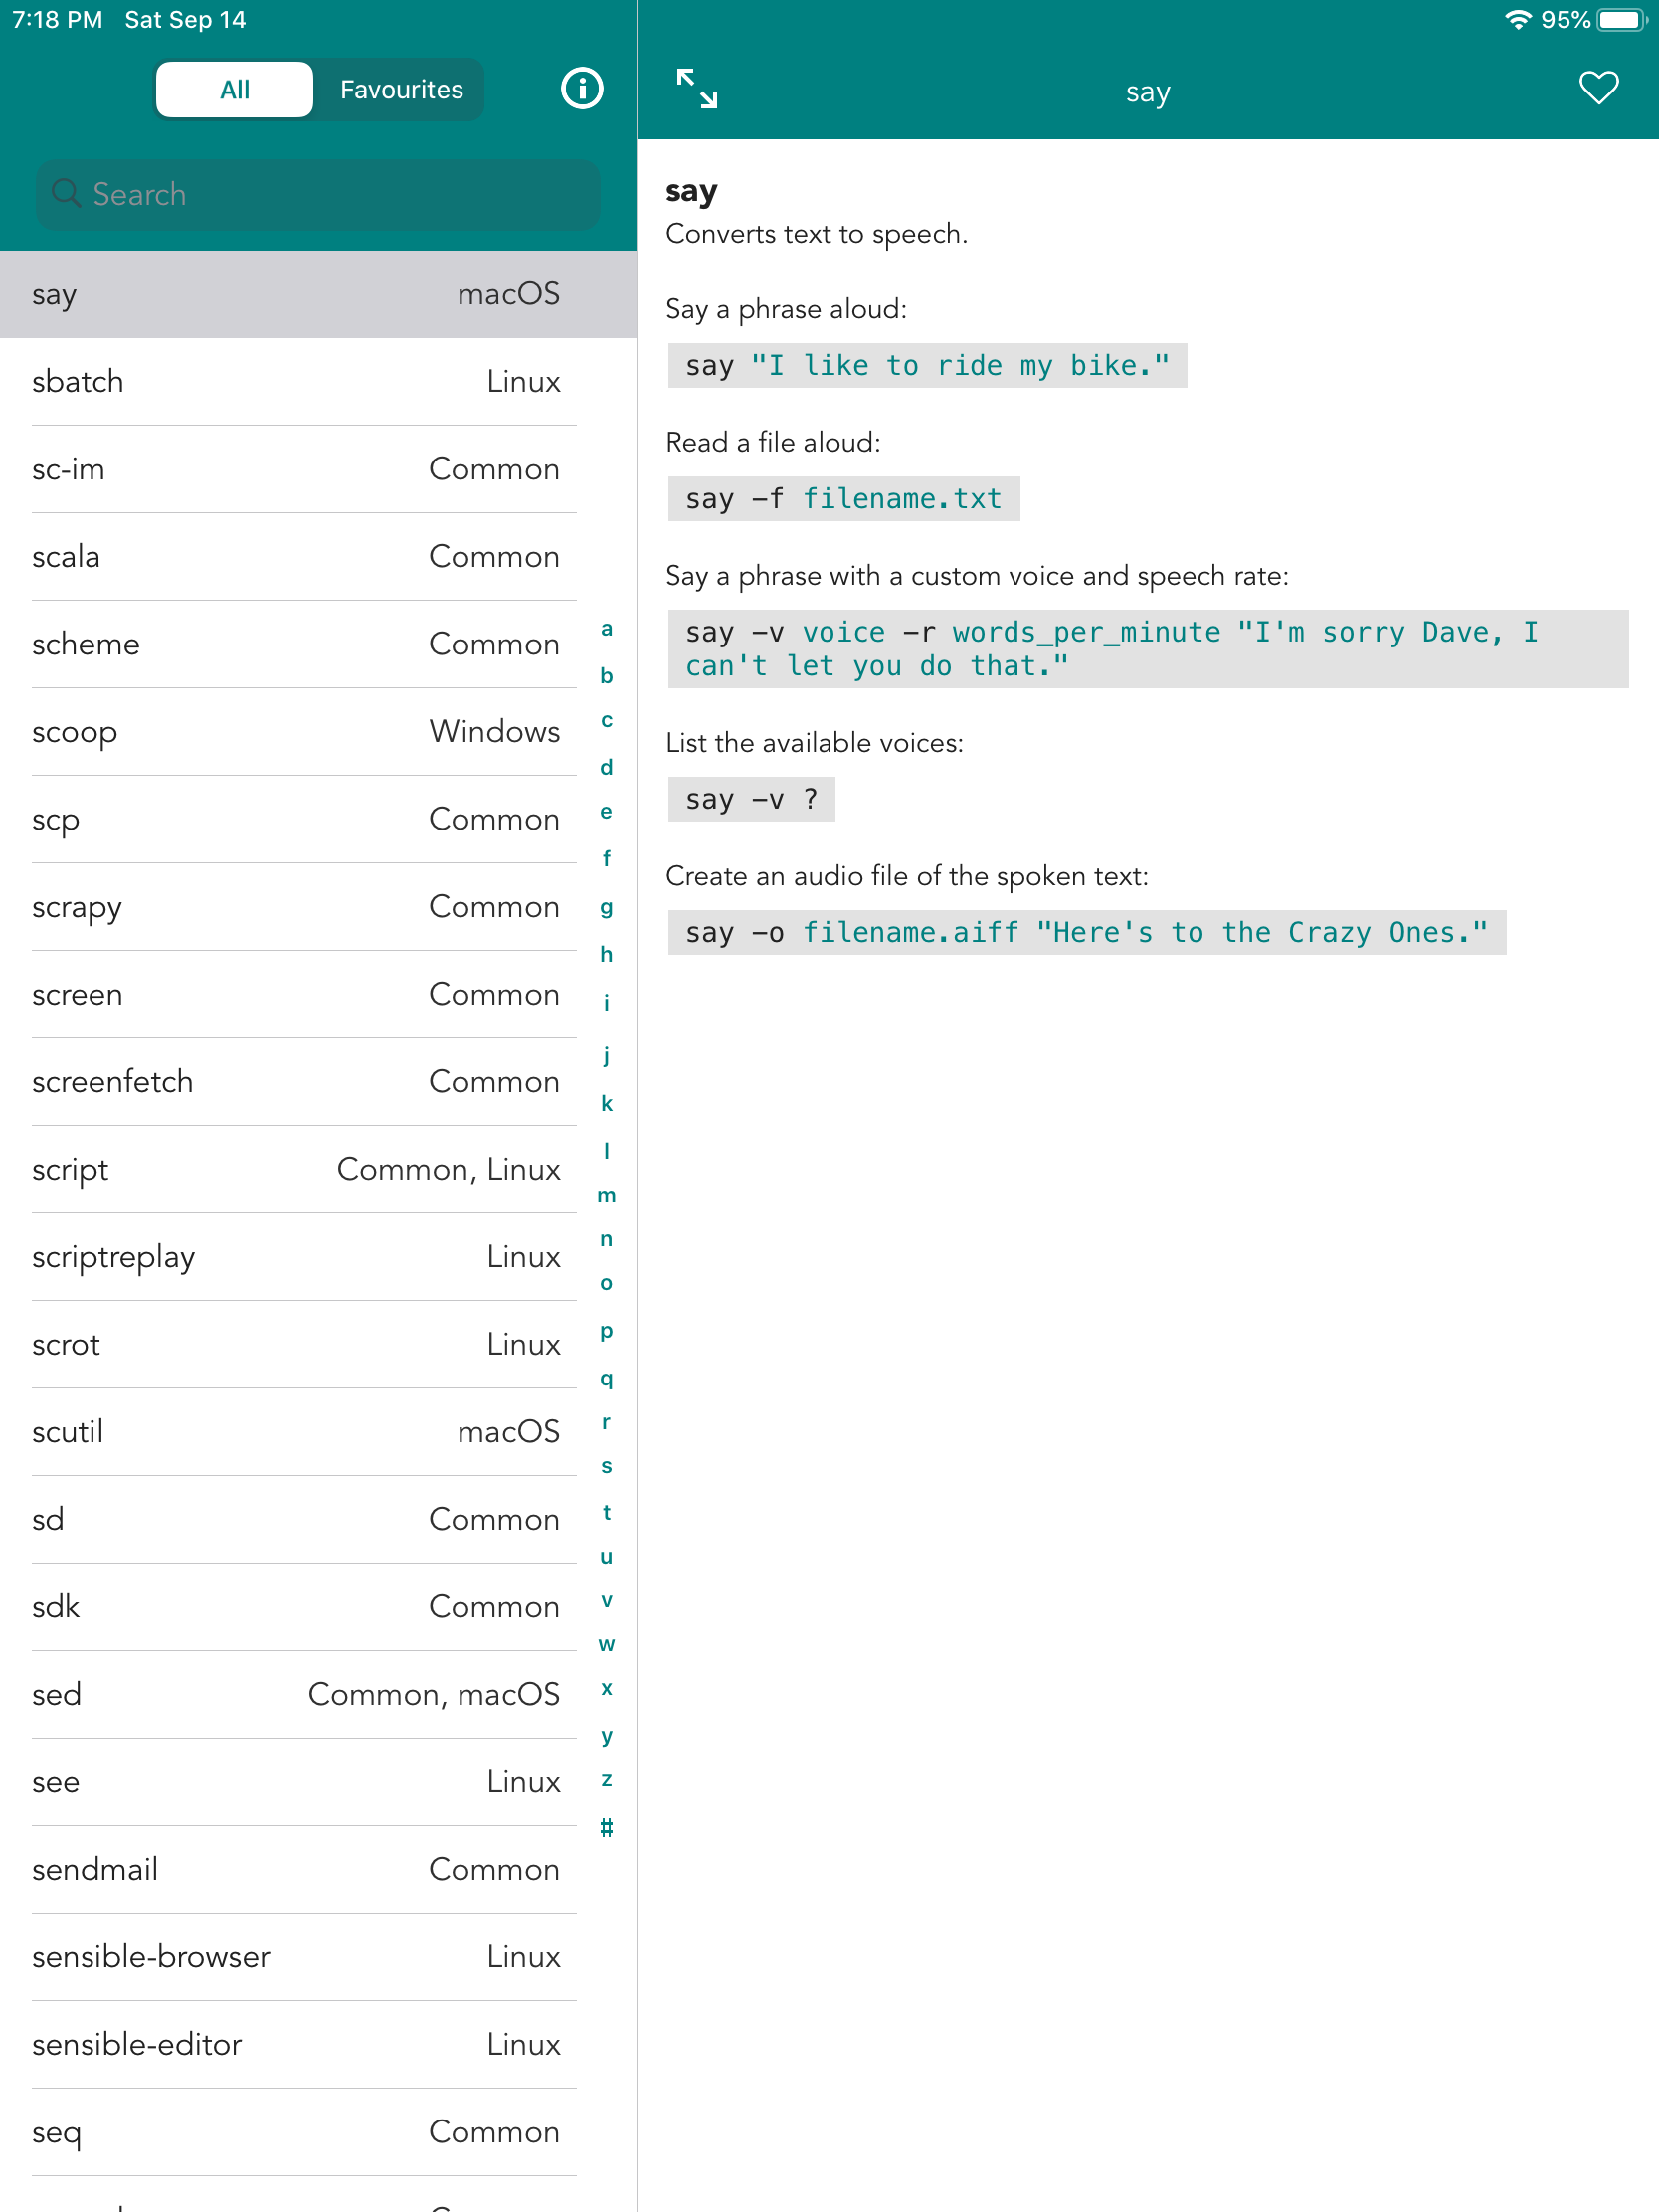 7:18 PM Sat Sep 14
95%
All Favourites
Search
say macOS
sbatch Linux
sc-im Common
scala Common
scheme Common
scoop Windows
scp Common
scrapy Common
screen Common
screenfetch Common
script Common, Linux
scriptreplay Linux
scrot Linux
scutil macOS
sd Common
sdk Common
sed Common, macOS
see Linux
sendmail Common
sensible-browser Linux
sensible-editor Linux
seq Common
a
b
c
d
e
f
g
h
i
j
k
l
m
n
o
p
q
r
s
t
u
v
w
x
y
z
#
say
say
Converts text to speech.
Say a phrase aloud:
say "I like to ride my bike."
Read a file aloud:
say -f filename.txt
Say a phrase with a custom voice and speech rate:
say -v voice -r words_per_minute "I'm sorry Dave, I
can't let you do that."
List the available voices:
say -v ?
Create an audio file of the spoken text:
say -o filename.aiff "Here's to the Crazy Ones."